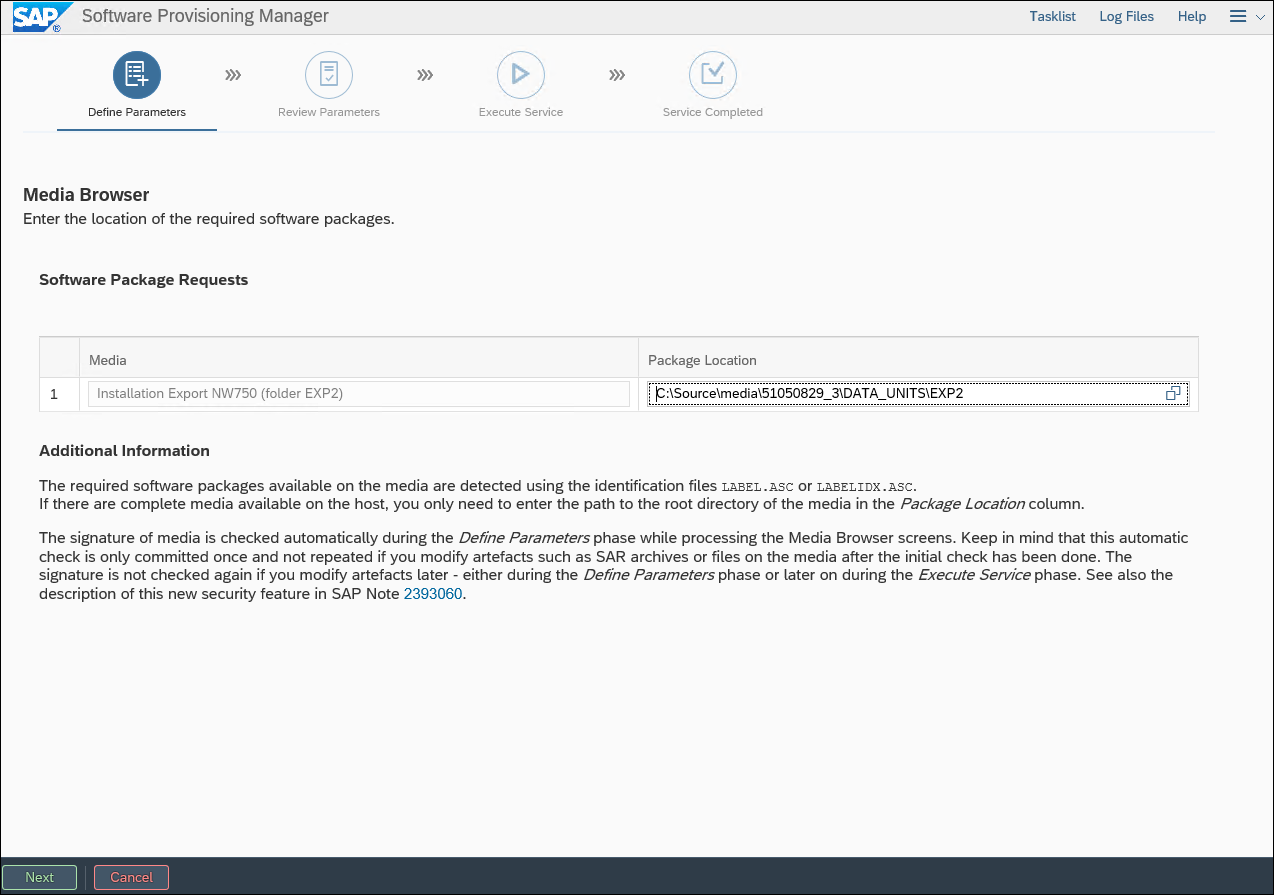 SAP ® Software Provisioning Manager Tasklist Log Files Help
Define Parameters Review Parameters Execute Service Service Completed
Media Browser
Enter the location of the required software packages.
Software Package Requests
Media Package Location
1 Installation Export NW750 (folder EXP2) C:\Source\media\51050829_3\DATA_UNITS\EXP2
Additional Information
The required software packages available on the media are detected using the identification files LABEL.ASC or LABELIDX.ASC.
If there are complete media available on the host, you only need to enter the path to the root directory of the media in the Package Location column.
The signature of media is checked automatically during the Define Parameters phase while processing the Media Browser screens. Keep in mind that this automatic
check is only committed once and not repeated if you modify artefacts such as SAR archives or files on the media after the initial check has been done. The
signature is not checked again if you modify artefacts later - either during the Define Parameters phase or later on during the Execute Service phase. See also the
description of this new security feature in SAP Note 2393060.
Next Cancel